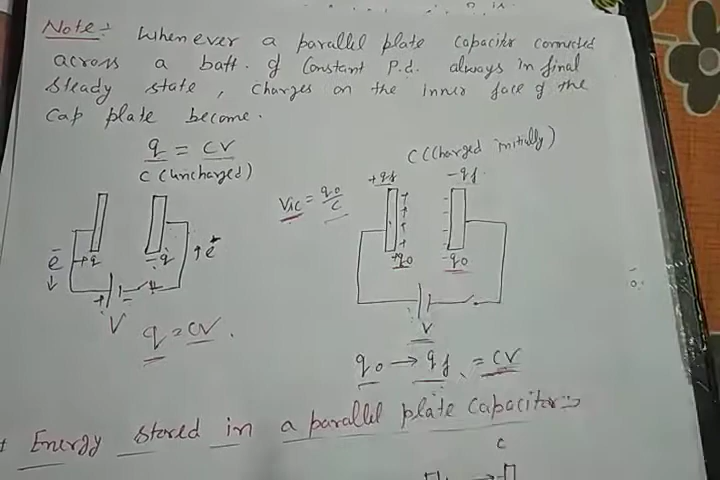 Note:- Whenever a parallel plate capacitor connected
across a batt. of constant P.d. always in final
steady state, charges on the inner face of the
cap plate become.
q = CV
C (uncharged)
C (Charged initially)
Vic = q0/C
+qf
-qf
+q
-q
e-
e-
+q0
-q0
+ -
V
V
q = CV.
q0 → qf = CV
Energy stored in a parallel plate capacitor :->
C